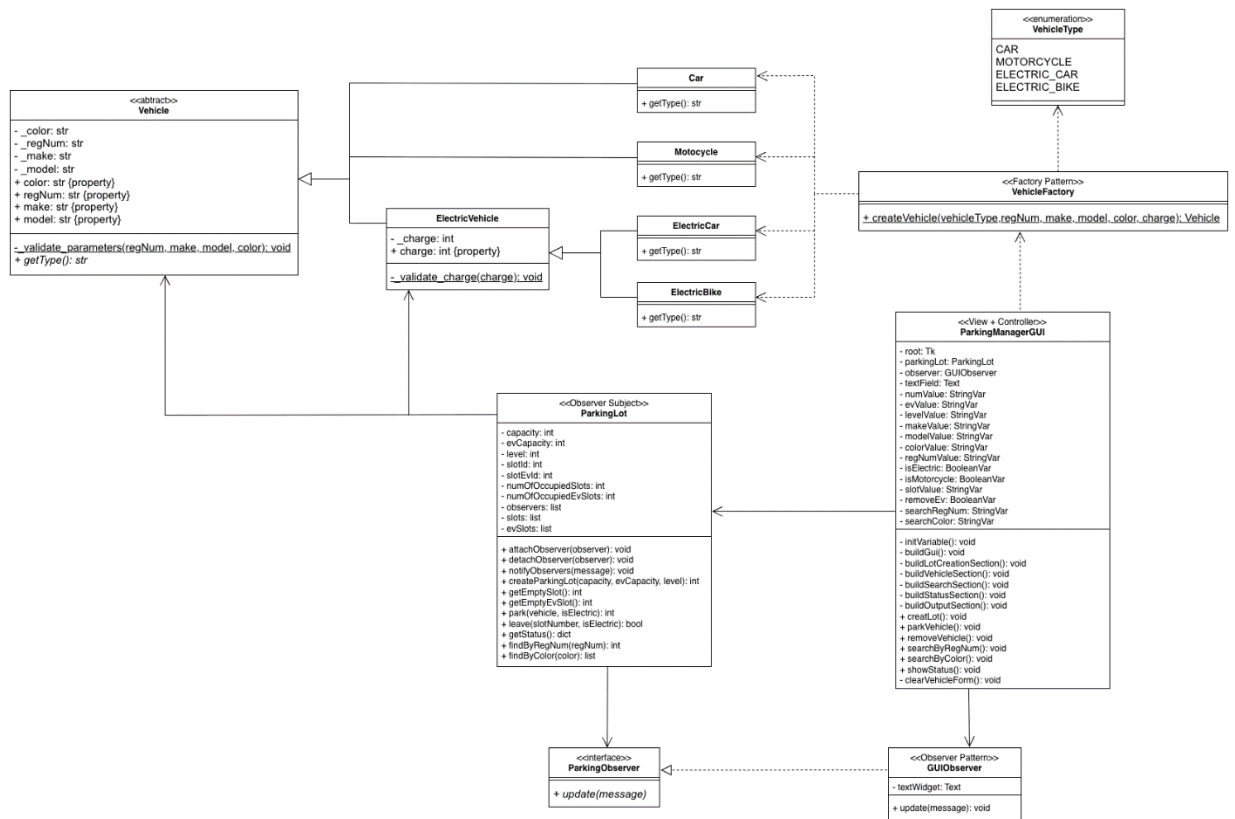 <<enumeration>>
VehicleType
CAR
MOTORCYCLE
ELECTRIC_CAR
ELECTRIC_BIKE
<<abtract>>
Vehicle
- _color: str
- _regNum: str
- _make: str
- _model: str
+ color: str {property}
+ regNum: str {property}
+ make: str {property}
+ model: str {property}
-_validate_parameters(regNum, make, model, color): void
+ getType(): str
Car
+ getType(): str
Motocycle
+ getType(): str
ElectricVehicle
- _charge: int
+ charge: int {property}
-_validate_charge(charge): void
ElectricCar
+ getType(): str
ElectricBike
+ getType(): str
<<Factory Pattern>>
VehicleFactory
+ createVehicle(vehicleType,regNum, make, model, color, charge): Vehicle
<<View + Controller>>
ParkingManagerGUI
- root: Tk
- parkingLot: ParkingLot
- observer: GUIObserver
- textField: Text
- numValue: StringVar
- evValue: StringVar
- levelValue: StringVar
- makeValue: StringVar
- modelValue: StringVar
- colorValue: StringVar
- regNumValue: StringVar
- isElectric: BooleanVar
- isMotorcycle: BooleanVar
- slotValue: StringVar
- removeEv: BooleanVar
- searchRegNum: StringVar
- searchColor: StringVar
- initVariable(): void
- buildGui(): void
- buildLotCreationSection(): void
- buildVehicleSection(): void
- buildSearchSection(): void
- buildStatusSection(): void
- buildOutputSection(): void
+ creatLot(): void
+ parkVehicle(): void
+ removeVehicle(): void
+ searchByRegNum(): void
+ searchByColor(): void
+ showStatus(): void
- clearVehicleForm(): void
<<Observer Subject>>
ParkingLot
- capacity: int
- evCapacity: int
- level: int
- slotId: int
- slotEvId: int
- numOfOccupiedSlots: int
- numOfOccupiedEvSlots: int
- observers: list
- slots: list
- evSlots: list
+ attachObserver(observer): void
+ detachObserver(observer): void
+ notifyObservers(message): void
+ createParkingLot(capacity, evCapacity, level): int
+ getEmptySlot(): int
+ getEmptyEvSlot(): int
+ park(vehicle, isElectric): int
+ leave(slotNumber, isElectric): bool
+ getStatus(): dict
+ findByRegNum(regNum): int
+ findByColor(color): list
<<interface>>
ParkingObserver
+ update(message)
<<Observer Pattern>>
GUIObserver
- textWidget: Text
+ update(message): void